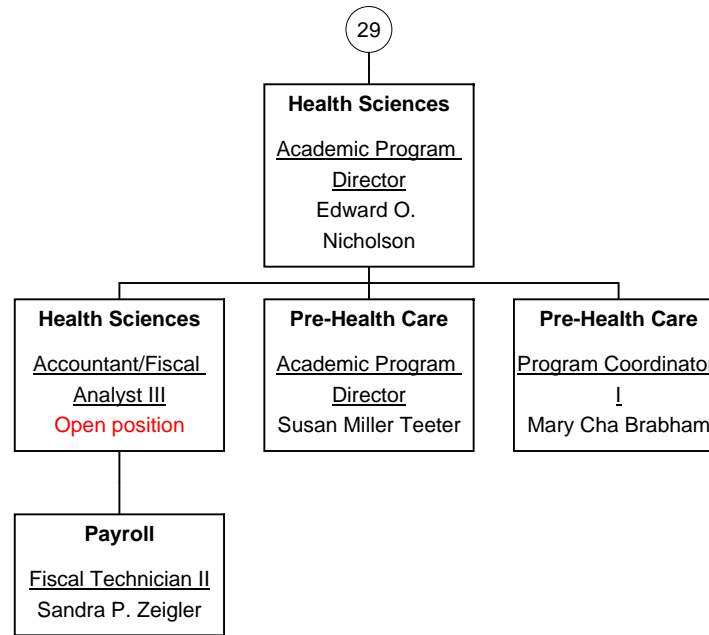 29
Health Sciences
Academic Program
Director
Edward O.
Nicholson
Health Sciences
Accountant/Fiscal
Analyst III
Open position
Pre-Health Care
Academic Program
Director
Susan Miller Teeter
Pre-Health Care
Program Coordinator
I
Mary Cha Brabham
Payroll
Fiscal Technician II
Sandra P. Zeigler